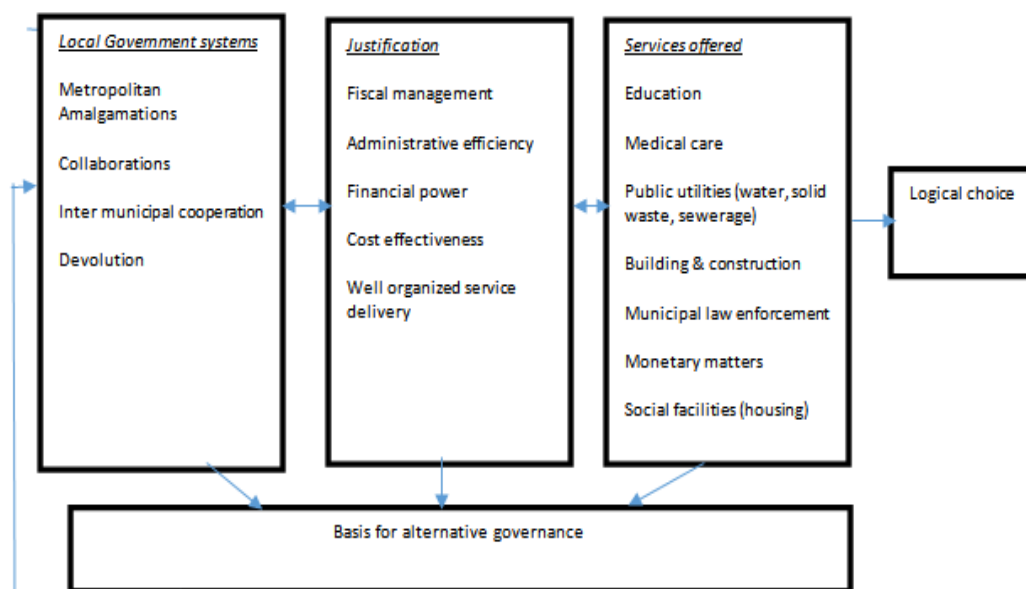 Local Government systems
Metropolitan
Amalgamations
Collaborations
Inter municipal cooperation
Devolution
Justification
Fiscal management
Administrative efficiency
Financial power
Cost effectiveness
Well organized service
delivery
Services offered
Education
Medical care
Public utilities (water, solid
waste, sewerage)
Building & construction
Municipal law enforcement
Monetary matters
Social facilities (housing)
Logical choice
Basis for alternative governance